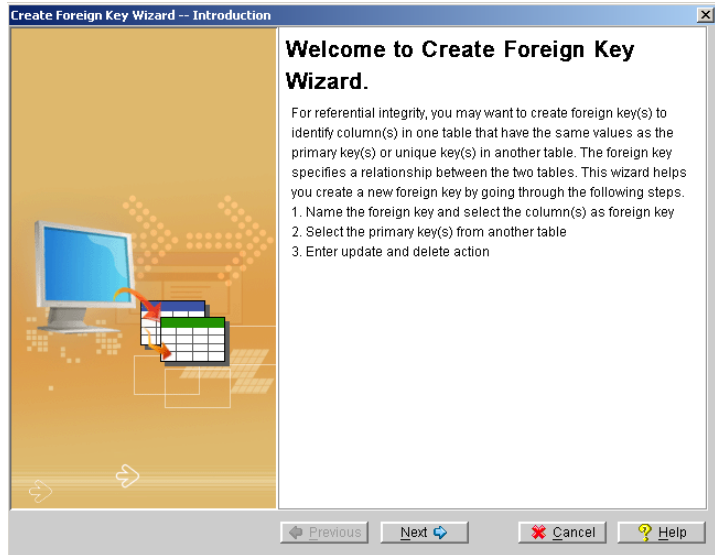 Create Foreign Key Wizard -- Introduction
Welcome to Create Foreign Key
Wizard.
For referential integrity, you may want to create foreign key(s) to
identify column(s) in one table that have the same values as the
primary key(s) or unique key(s) in another table. The foreign key
specifies a relationship between the two tables. This wizard helps
you create a new foreign key by going through the following steps.
1. Name the foreign key and select the column(s) as foreign key
2. Select the primary key(s) from another table
3. Enter update and delete action
Previous Next Cancel Help